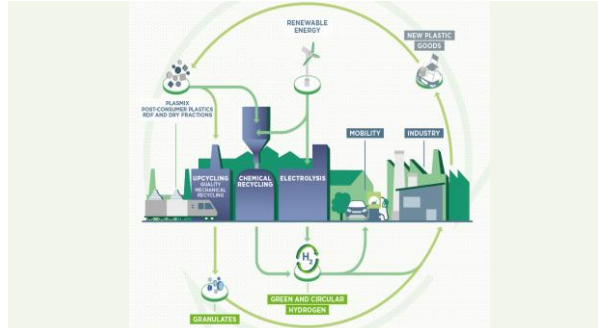 RENEWABLE
ENERGY
NEW PLASTIC
GOODS
PLASMIX
POST-CONSUMER PLASTICS
RDF AND DRY FRACTIONS
MOBILITY
INDUSTRY
UPCYCLING
QUALITY
MECHANICAL
RECYCLING
CHEMICAL
RECYCLING
ELECTROLYSIS
H2
GREEN AND CIRCULAR
HYDROGEN
GRANULATES